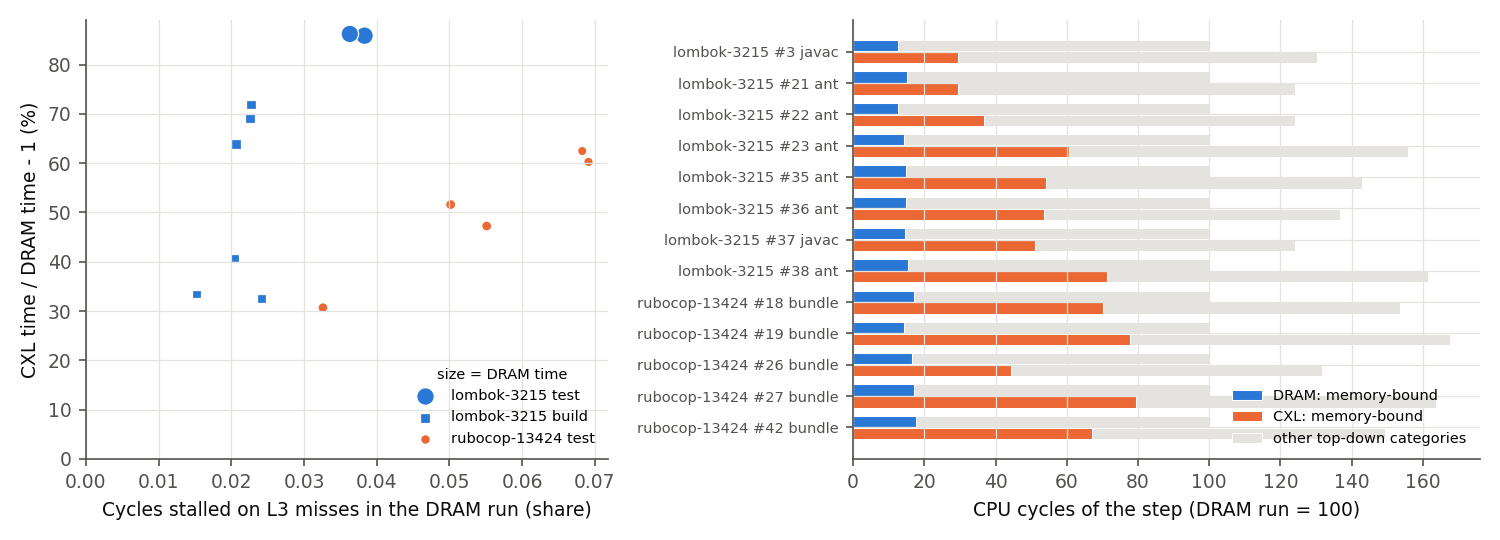 CXL time / DRAM time - 1 (%)
80
70
60
50
40
30
20
10
0
0.00 0.01 0.02 0.03 0.04 0.05 0.06 0.07
Cycles stalled on L3 misses in the DRAM run (share)
size = DRAM time
lombok-3215 test
lombok-3215 build
rubocop-13424 test
lombok-3215 #3 javac
lombok-3215 #21 ant
lombok-3215 #22 ant
lombok-3215 #23 ant
lombok-3215 #35 ant
lombok-3215 #36 ant
lombok-3215 #37 javac
lombok-3215 #38 ant
rubocop-13424 #18 bundle
rubocop-13424 #19 bundle
rubocop-13424 #26 bundle
rubocop-13424 #27 bundle
rubocop-13424 #42 bundle
DRAM: memory-bound
CXL: memory-bound
other top-down categories
0 20 40 60 80 100 120 140 160
CPU cycles of the step (DRAM run = 100)